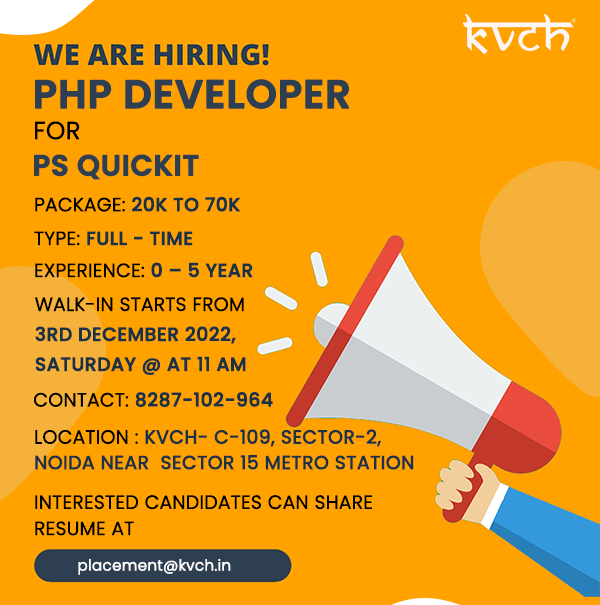 kvch
WE ARE HIRING!
PHP DEVELOPER
FOR
PS QUICKIT
PACKAGE: 20K TO 70K
TYPE: FULL - TIME
EXPERIENCE: 0 – 5 YEAR
WALK-IN STARTS FROM
3RD DECEMBER 2022,
SATURDAY @ AT 11 AM
CONTACT: 8287-102-964
LOCATION : KVCH- C-109, SECTOR-2,
NOIDA NEAR SECTOR 15 METRO STATION
INTERESTED CANDIDATES CAN SHARE
RESUME AT
placement@kvch.in